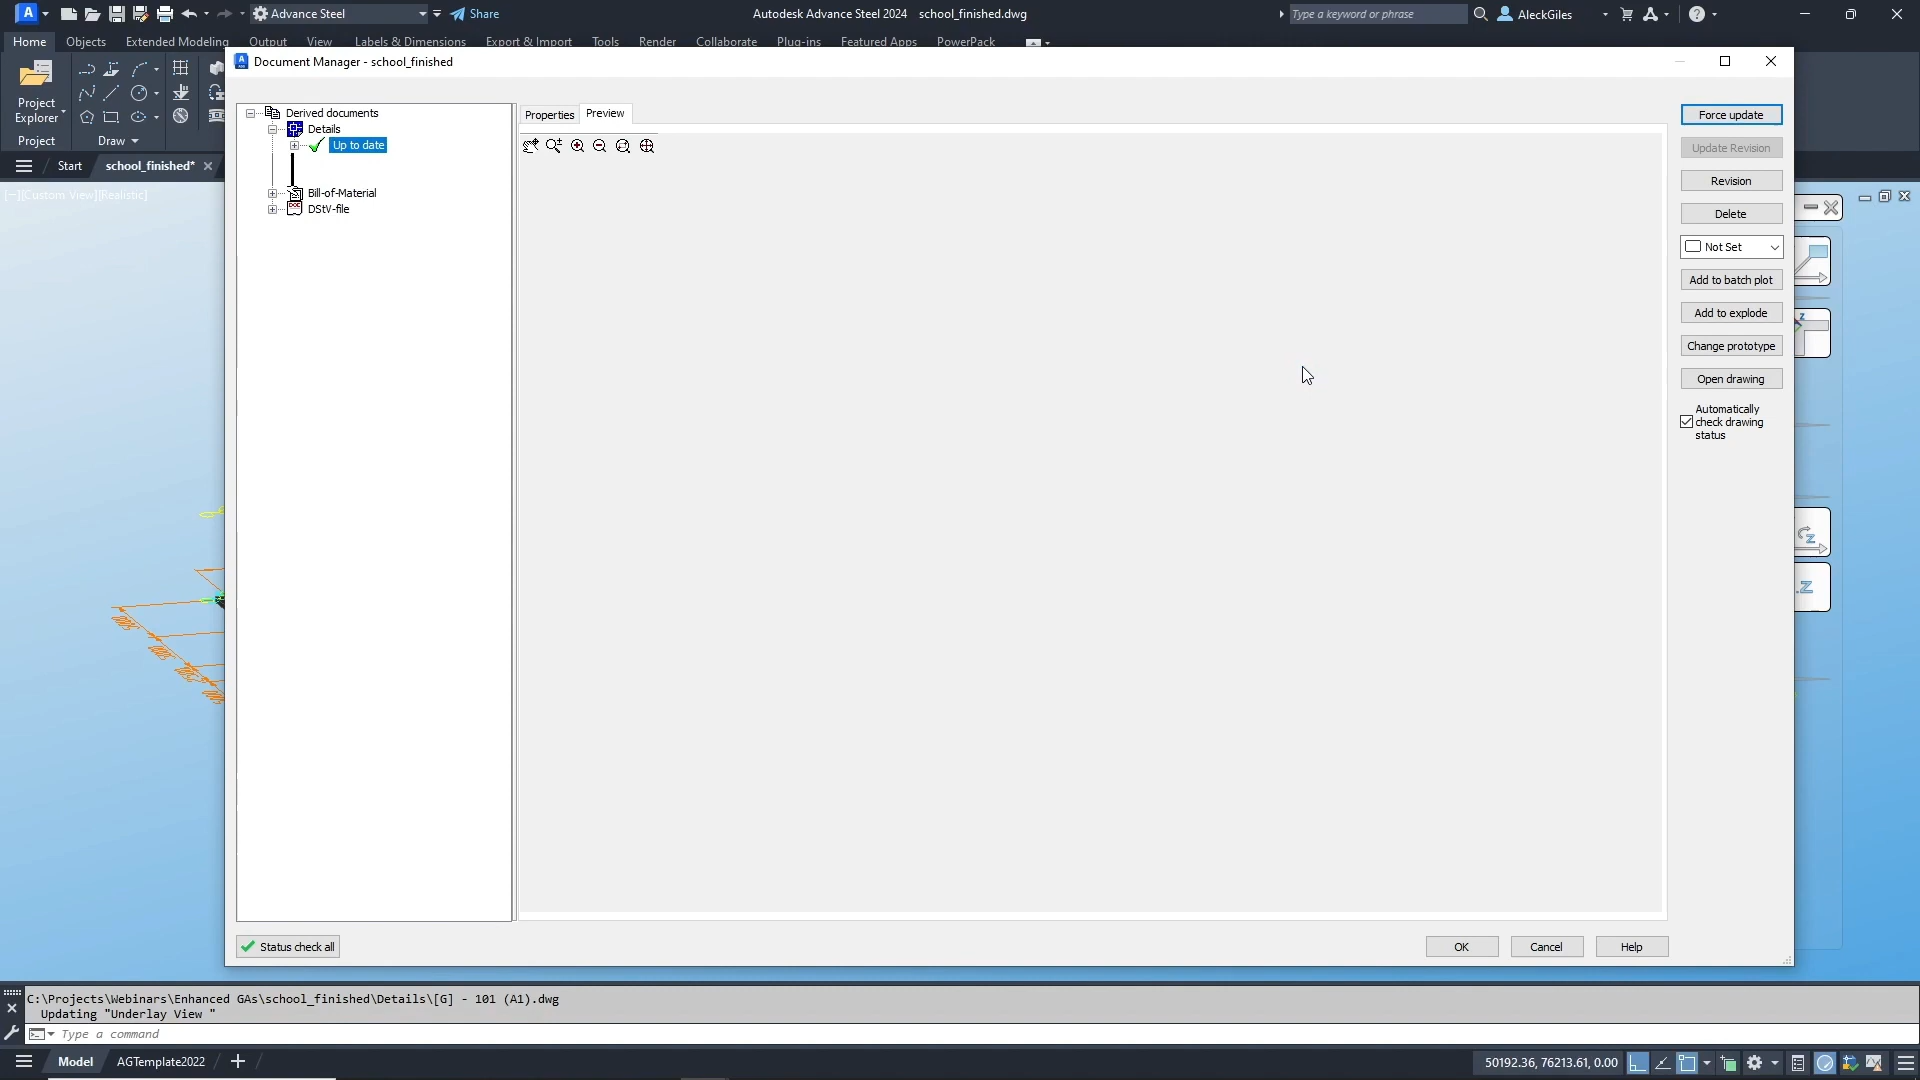 A
Advance Steel
Share
Autodesk Advance Steel 2024 school_finished.dwg
Type a keyword or phrase
AleckGiles
Home
Objects
Extended Modeling
Output
View
Labels & Dimensions
Export & Import
Tools
Render
Collaborate
Plug-ins
Featured Apps
PowerPack
Document Manager - school_finished
Project
Explorer
Project
Draw
Start
school_finished*
[−][Custom View][Realistic]
Derived documents
Details
Up to date
Bill-of-Material
DStV-file
Properties
Preview
Force update
Update Revision
Revision
Delete
Not Set
Add to batch plot
Add to explode
Change prototype
Open drawing
Automatically
check drawing
status
Z
Z
.Z
Status check all
OK
Cancel
Help
C:\Projects\Webinars\Enhanced GAs\school_finished\Details\[G] - 101 (A1).dwg
Updating "Underlay View "
Type a command
Model
AGTemplate2022
50192.36, 76213.61, 0.00